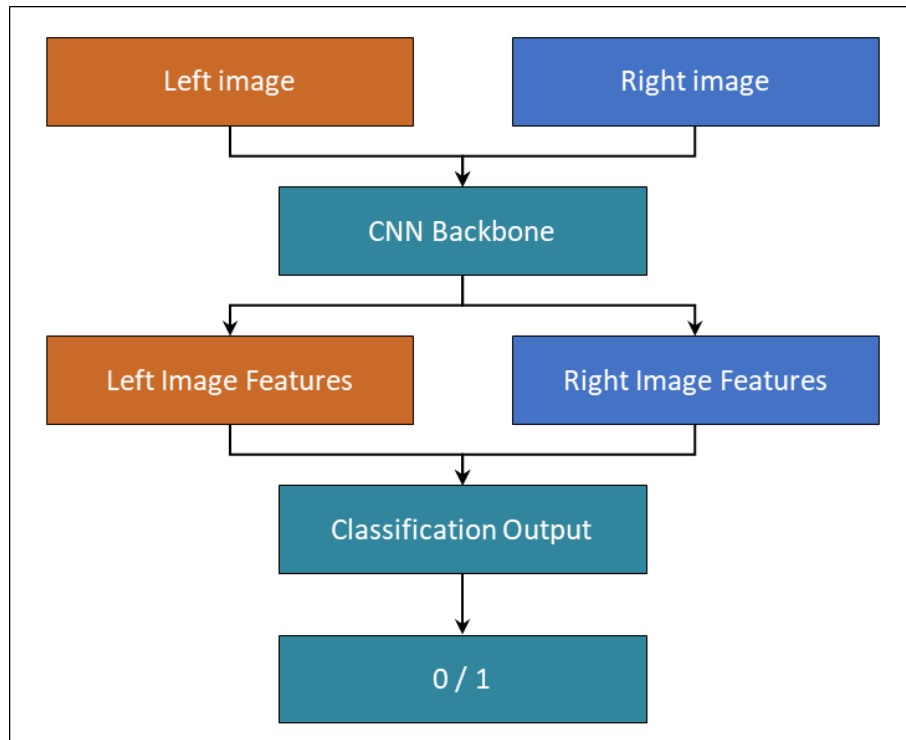 Left image
Right image
CNN Backbone
Left Image Features
Right Image Features
Classification Output
0 / 1